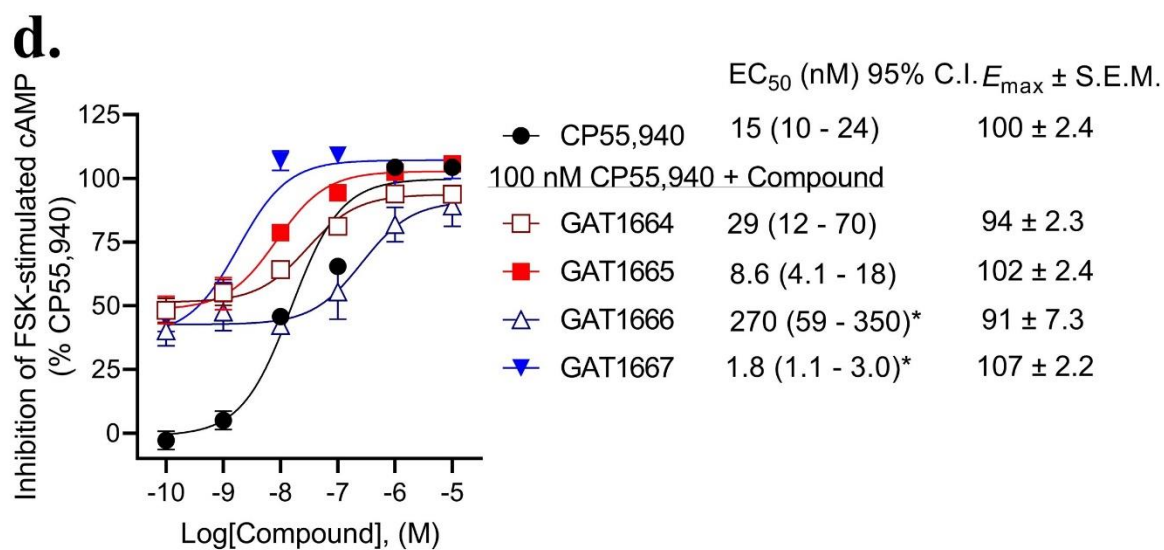 d.
Inhibition of FSK-stimulated cAMP
(% CP55,940)
125
100
75
50
25
0
-10 -9 -8 -7 -6 -5
Log[Compound], (M)
EC50 (nM) 95% C.I. Emax ± S.E.M.
CP55,940 15 (10 - 24) 100 ± 2.4
100 nM CP55,940 + Compound
GAT1664 29 (12 - 70) 94 ± 2.3
GAT1665 8.6 (4.1 - 18) 102 ± 2.4
GAT1666 270 (59 - 350)* 91 ± 7.3
GAT1667 1.8 (1.1 - 3.0)* 107 ± 2.2